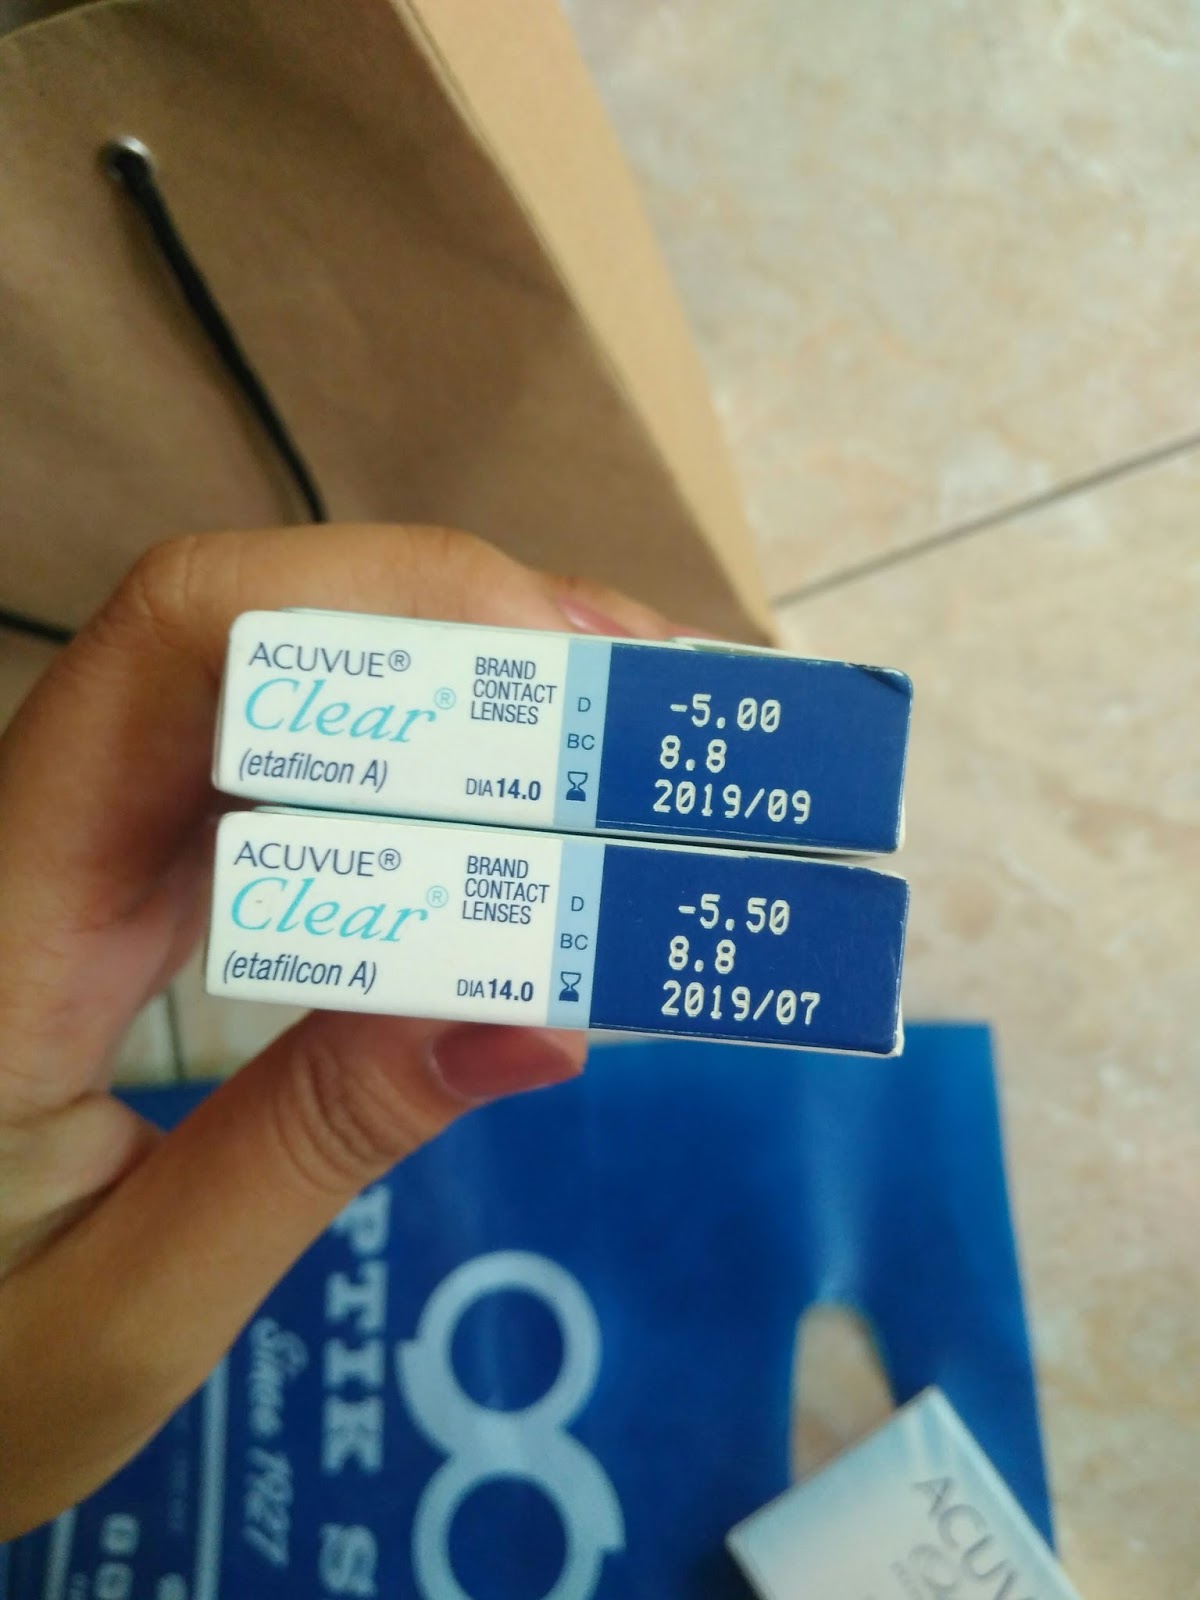 ACUVUE®
Clear®
(etafilcon A)
BRAND
CONTACT
LENSES
DIA 14.0
D -5.00
BC 8.8
2019/09
ACUVUE®
Clear®
(etafilcon A)
BRAND
CONTACT
LENSES
DIA 14.0
D -5.50
BC 8.8
2019/07
PTIK S
Since 1927
ACUV